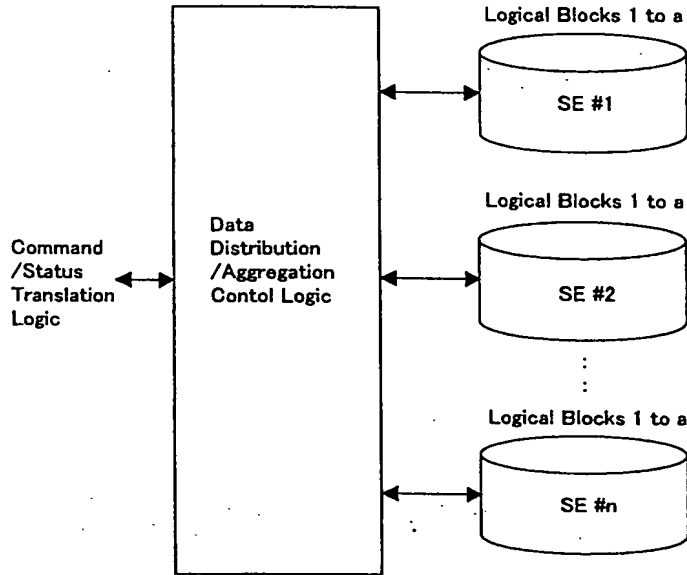 Logical Blocks 1 to a
SE #1
Logical Blocks 1 to a
SE #2
Command
/Status
Translation
Logic
Data
Distribution
/Aggregation
Contol Logic
Logical Blocks 1 to a
SE #n